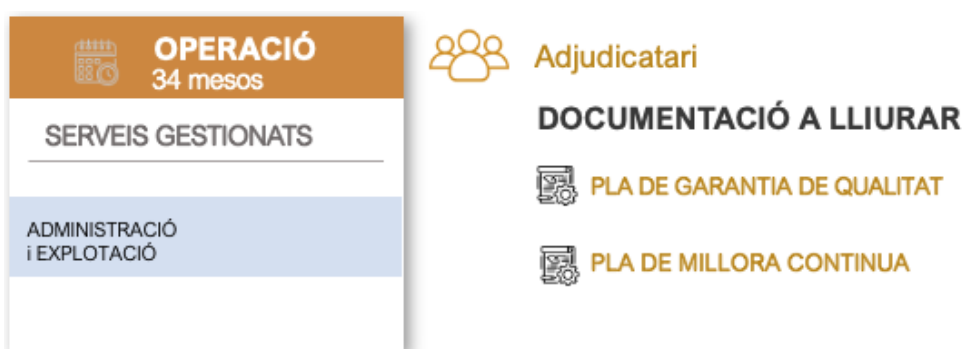 OPERACIÓ
34 mesos
SERVEIS GESTIONATS
ADMINISTRACIÓ
i EXPLOTACIÓ
Adjudicatari
DOCUMENTACIÓ A LLIURAR
PLA DE GARANTIA DE QUALITAT
PLA DE MILLORA CONTINUA